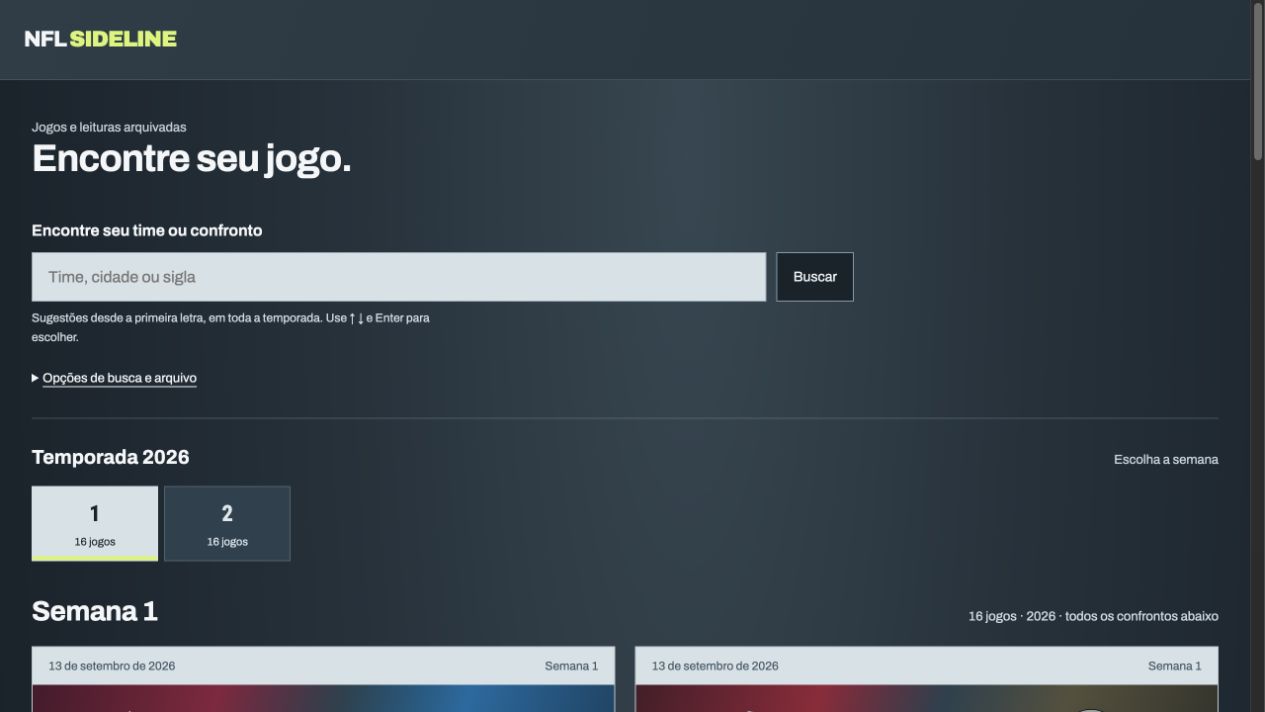 NFL SIDELINE
Jogos e leituras arquivadas
Encontre seu jogo.
Encontre seu time ou confronto
Time, cidade ou sigla
Buscar
Sugestões desde a primeira letra, em toda a temporada. Use ↑ ↓ e Enter para
escolher.
Opções de busca e arquivo
Temporada 2026
Escolha a semana
1
16 jogos
2
16 jogos
Semana 1
16 jogos · 2026 · todos os confrontos abaixo
13 de setembro de 2026
Semana 1
13 de setembro de 2026
Semana 1